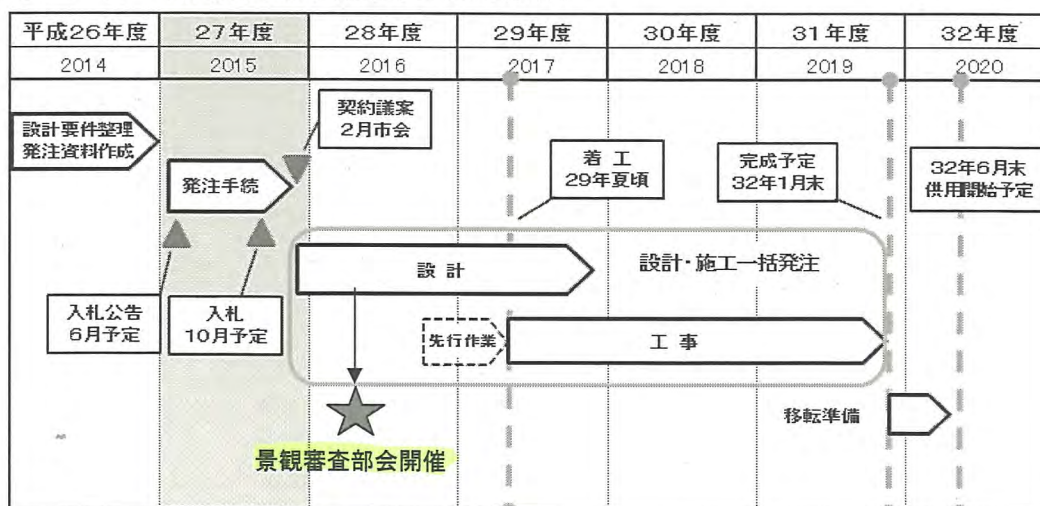 平成26年度 27年度 28年度 29年度 30年度 31年度 32年度
2014 2015 2016 2017 2018 2019 2020
設計要件整理
発注資料作成
契約議案
2月市会
発注手続
着工
29年夏頃
完成予定
32年1月末
32年6月末
供用開始予定
入札公告
6月予定
入札
10月予定
設計
設計・施工一括発注
先行作業
工事
移転準備
景観審査部会開催